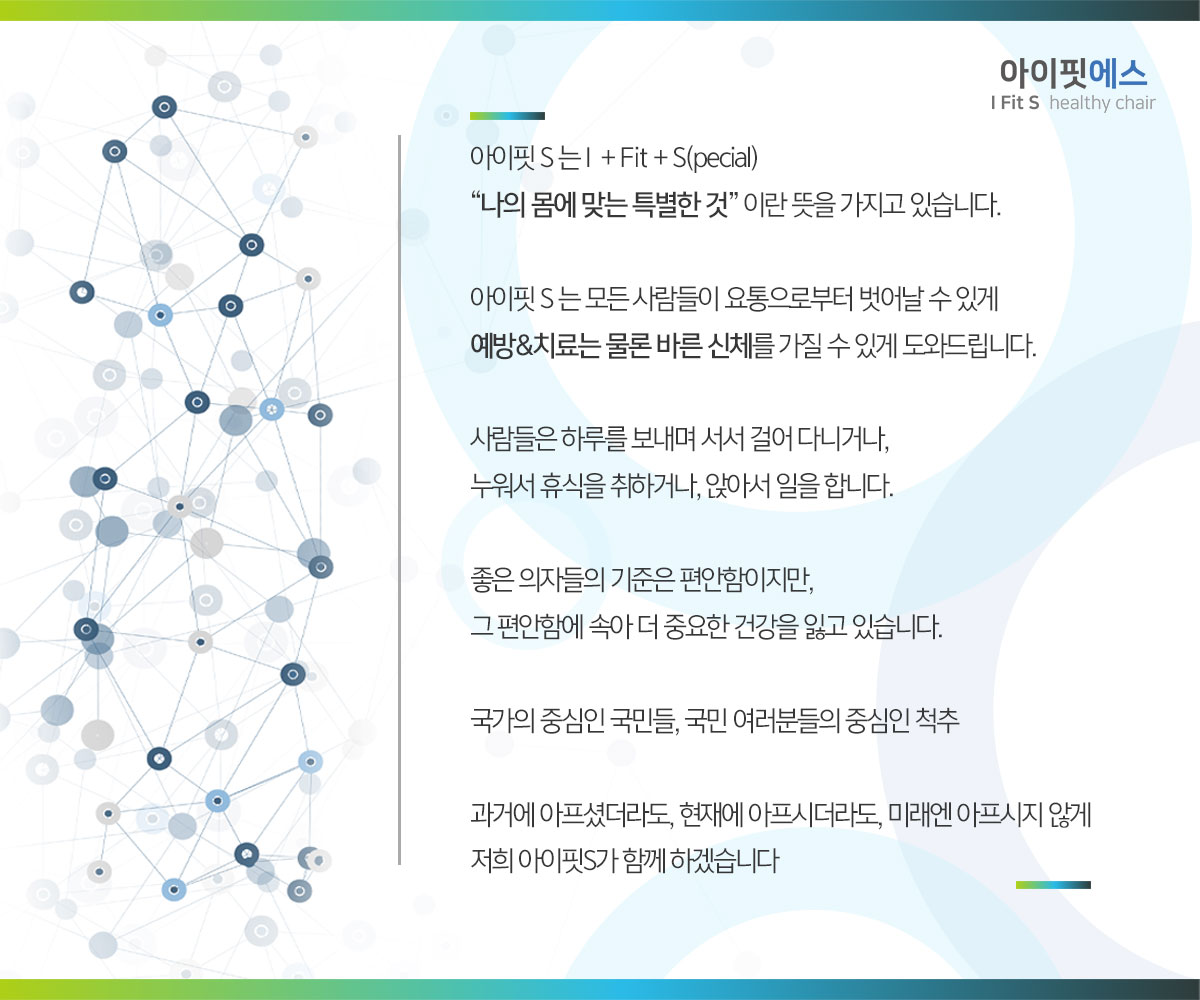 아이핏에스
I Fit S healthy chair
아이핏 S 는 I + Fit + S(pecial)
“나의 몸에 맞는 특별한 것” 이란 뜻을 가지고 있습니다.
아이핏 S 는 모든 사람들이 요통으로부터 벗어날 수 있게
예방&치료는 물론 바른 신체를 가질 수 있게 도와드립니다.
사람들은 하루를 보내며 서서 걸어 다니거나,
누워서 휴식을 취하거나, 앉아서 일을 합니다.
좋은 의자들의 기준은 편안함이지만,
그 편안함에 속아 더 중요한 건강을 잃고 있습니다.
국가의 중심인 국민들, 국민 여러분들의 중심인 척추
과거에 아프셨더라도, 현재에 아프시더라도, 미래엔 아프시지 않게
저희 아이핏S가 함께 하겠습니다